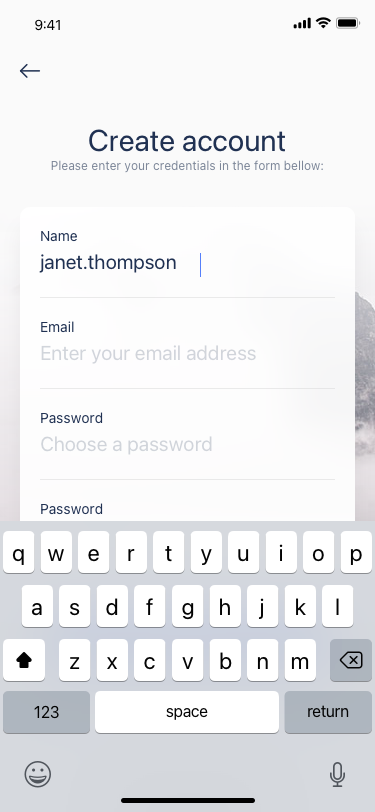 9:41
Create account
Please enter your credentials in the form bellow:
Name
janet.thompson
Email
Enter your email address
Password
Choose a password
Password
q w e r t y u i o p
a s d f g h j k l
z x c v b n m
123 space return